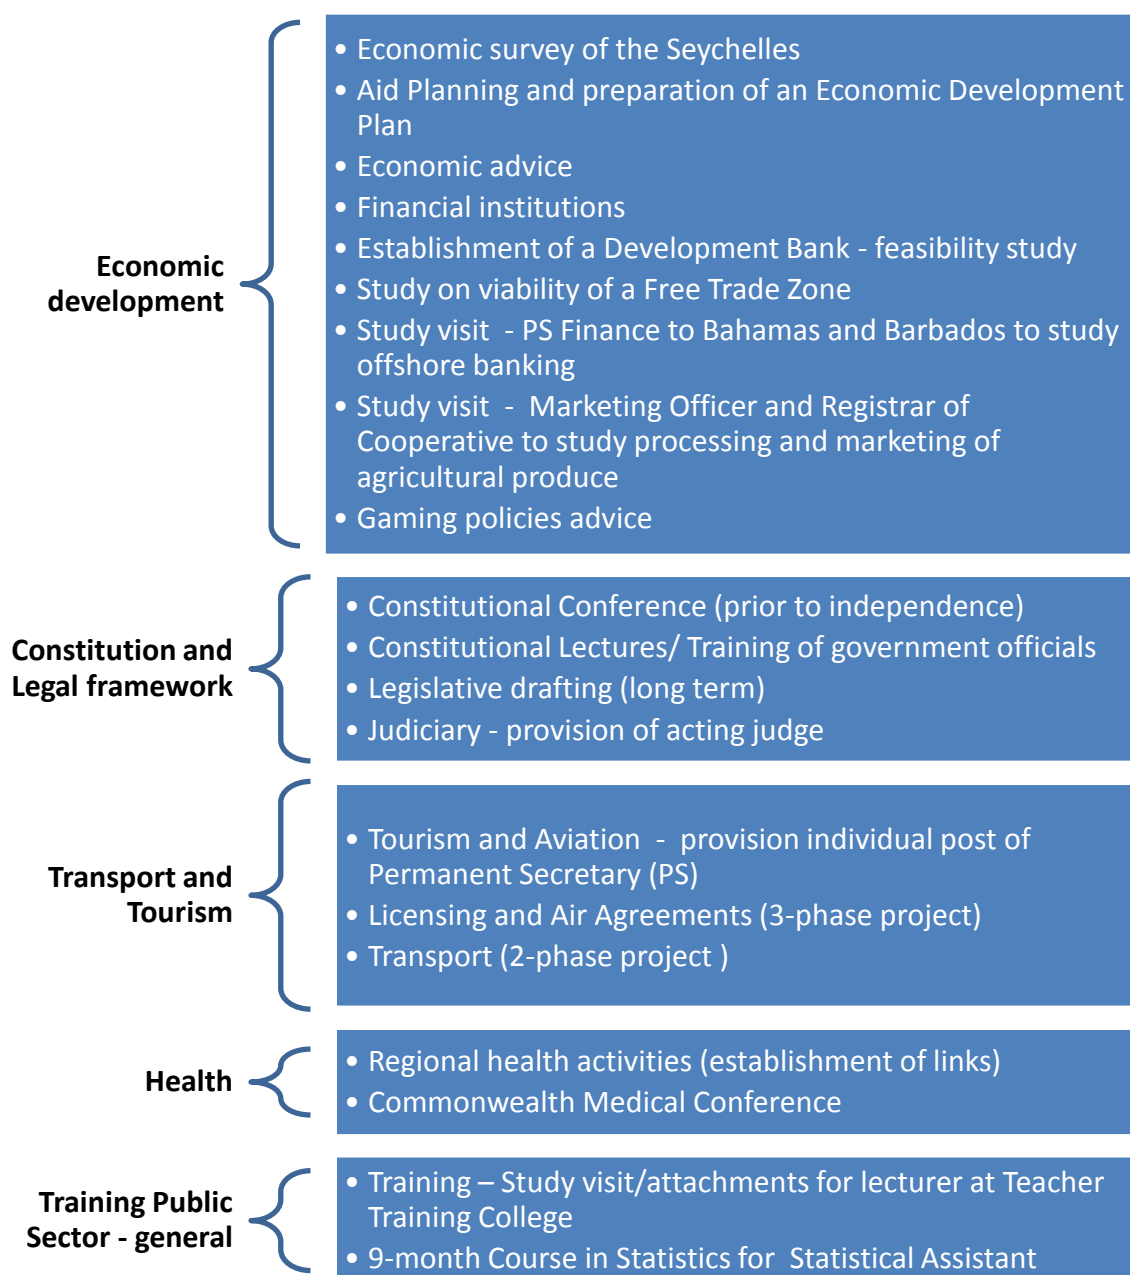 Economic
development
• Economic survey of the Seychelles
• Aid Planning and preparation of an Economic Development
Plan
• Economic advice
• Financial institutions
• Establishment of a Development Bank - feasibility study
• Study on viability of a Free Trade Zone
• Study visit - PS Finance to Bahamas and Barbados to study
offshore banking
• Study visit - Marketing Officer and Registrar of
Cooperative to study processing and marketing of
agricultural produce
• Gaming policies advice
Constitution and
Legal framework
• Constitutional Conference (prior to independence)
• Constitutional Lectures/ Training of government officials
• Legislative drafting (long term)
• Judiciary - provision of acting judge
Transport and
Tourism
• Tourism and Aviation - provision individual post of
Permanent Secretary (PS)
• Licensing and Air Agreements (3-phase project)
• Transport (2-phase project )
Health
• Regional health activities (establishment of links)
• Commonwealth Medical Conference
Training Public
Sector - general
• Training – Study visit/attachments for lecturer at Teacher
Training College
• 9-month Course in Statistics for Statistical Assistant